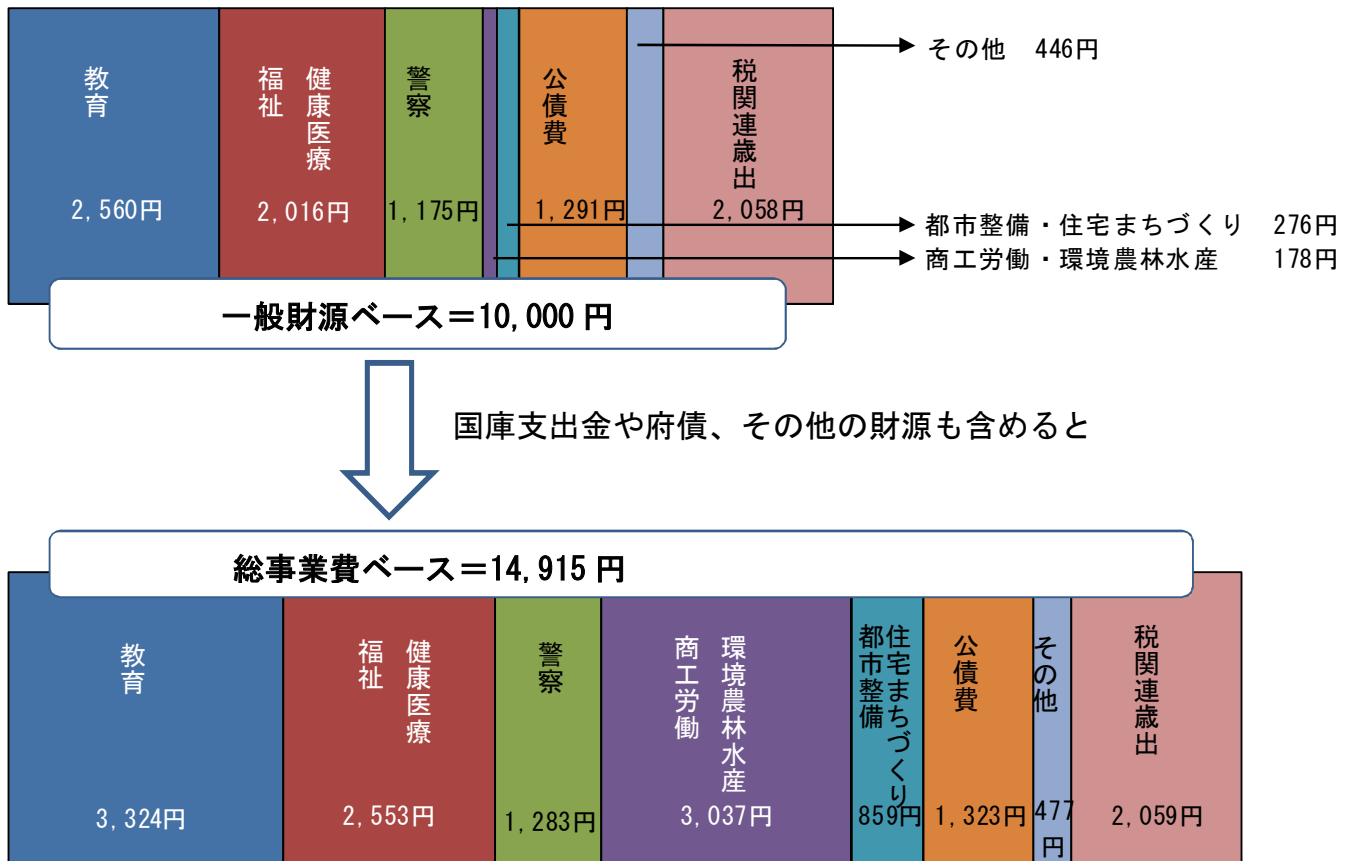 教育
2,560円
福祉
健康医療
2,016円
警察
1,175円
公債費
1,291円
税関連歳出
2,058円
その他　446円
都市整備・住宅まちづくり　276円
商工労働・環境農林水産　178円
一般財源ベース＝10,000 円
国庫支出金や府債、その他の財源も含めると
総事業費ベース＝14,915 円
教育
3,324円
福祉
健康医療
2,553円
警察
1,283円
商工労働
環境農林水産
3,037円
都市整備
住宅まちづくり
859円
公債費
1,323円
その他
477
円
税関連歳出
2,059円